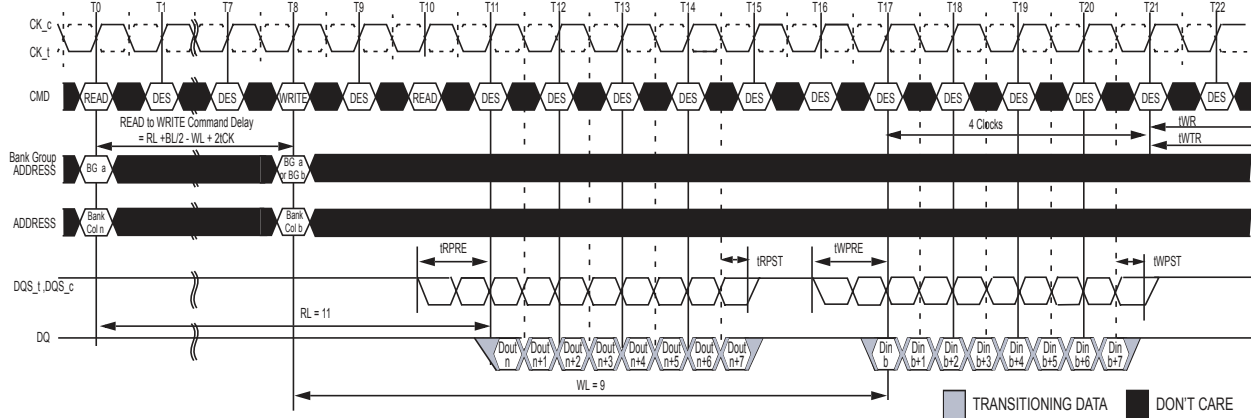 T0 T1 T7 T8 T9 T10 T11 T12 T13 T14 T15 T16 T17 T18 T19 T20 T21 T22
CK_c
CK_t
CMD READ DES DES WRITE DES READ DES DES DES DES DES DES DES DES DES DES DES DES
READ to WRITE Command Delay
= RL +BL/2 - WL + 2tCK
4 Clocks
tWR
tWTR
Bank Group
ADDRESS
BG a
BG a
or BG b
ADDRESS
Bank
Col n
Bank
Col b
tRPRE
tRPST
tWPRE
tWPST
DQS_t ,DQS_c
RL = 11
DQ
Dout
n
Dout
n+1
Dout
n+2
Dout
n+3
Dout
n+4
Dout
n+5
Dout
n+6
Dout
n+7
Din
b
Din
b+1
Din
b+2
Din
b+3
Din
b+4
Din
b+5
Din
b+6
Din
b+7
WL = 9
TRANSITIONING DATA
DON'T CARE